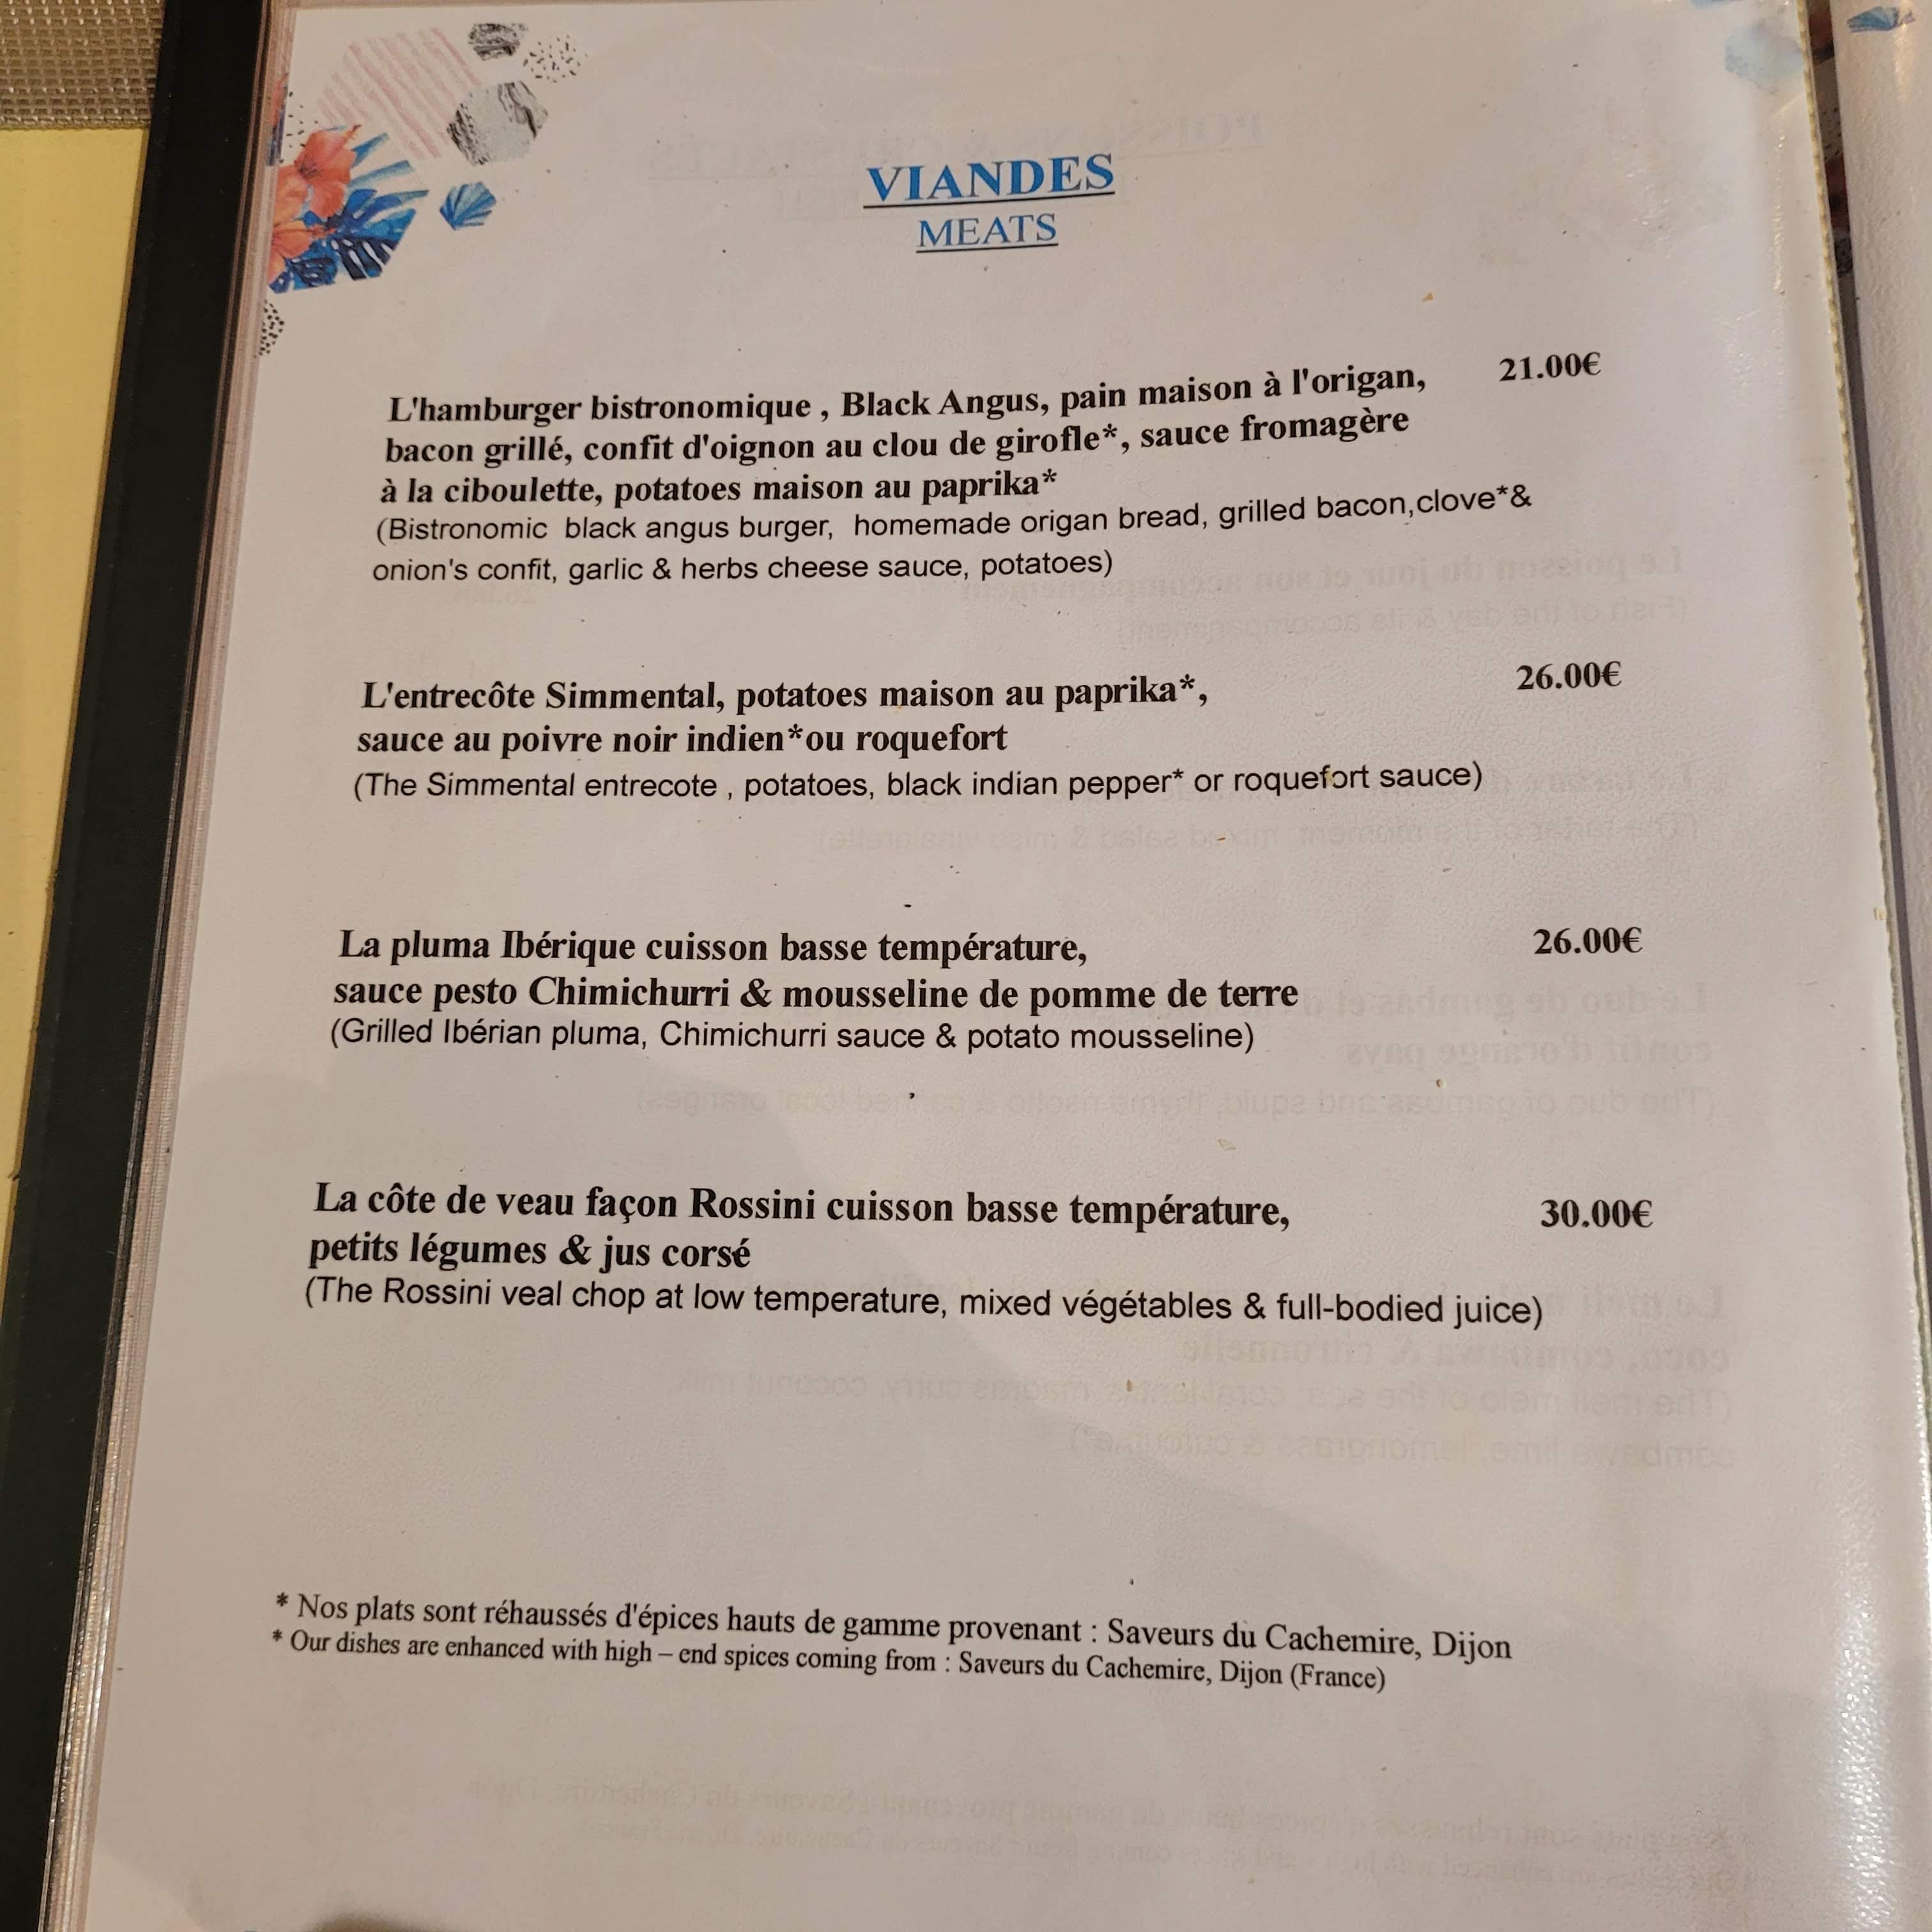 VIANDES
MEATS
L'hamburger bistronomique , Black Angus, pain maison à l'origan, 21.00€
bacon grillé, confit d'oignon au clou de girofle*, sauce fromagère
à la ciboulette, potatoes maison au paprika*
(Bistronomic black angus burger, homemade origan bread, grilled bacon,clove*&
onion's confit, garlic & herbs cheese sauce, potatoes)
L'entrecôte Simmental, potatoes maison au paprika*, 26.00€
sauce au poivre noir indien*ou roquefort
(The Simmental entrecote , potatoes, black indian pepper* or roquefort sauce)
La pluma Ibérique cuisson basse température, 26.00€
sauce pesto Chimichurri & mousseline de pomme de terre
(Grilled Ibérian pluma, Chimichurri sauce & potato mousseline)
La côte de veau façon Rossini cuisson basse température, 30.00€
petits légumes & jus corsé
(The Rossini veal chop at low temperature, mixed végétables & full-bodied juice)
* Nos plats sont réhaussés d'épices hauts de gamme provenant : Saveurs du Cachemire, Dijon
* Our dishes are enhanced with high – end spices coming from : Saveurs du Cachemire, Dijon (France)